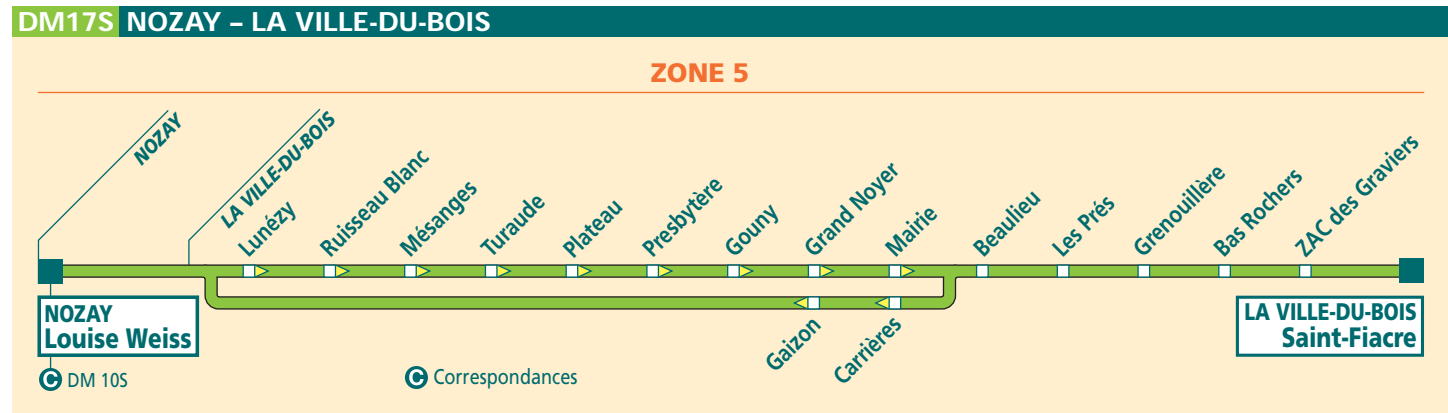 DM17S NOZAY – LA VILLE-DU-BOIS
ZONE 5
NOZAY
LA VILLE-DU-BOIS
Lunézy
Ruisseau Blanc
Mésanges
Turaude
Plateau
Presbytère
Gouny
Grand Noyer
Mairie
Beaulieu
Les Prés
Grenouillère
Bas Rochers
ZAC des Graviers
NOZAY
Louise Weiss
Gaizon
Carrières
LA VILLE-DU-BOIS
Saint-Fiacre
C DM 10S
C Correspondances